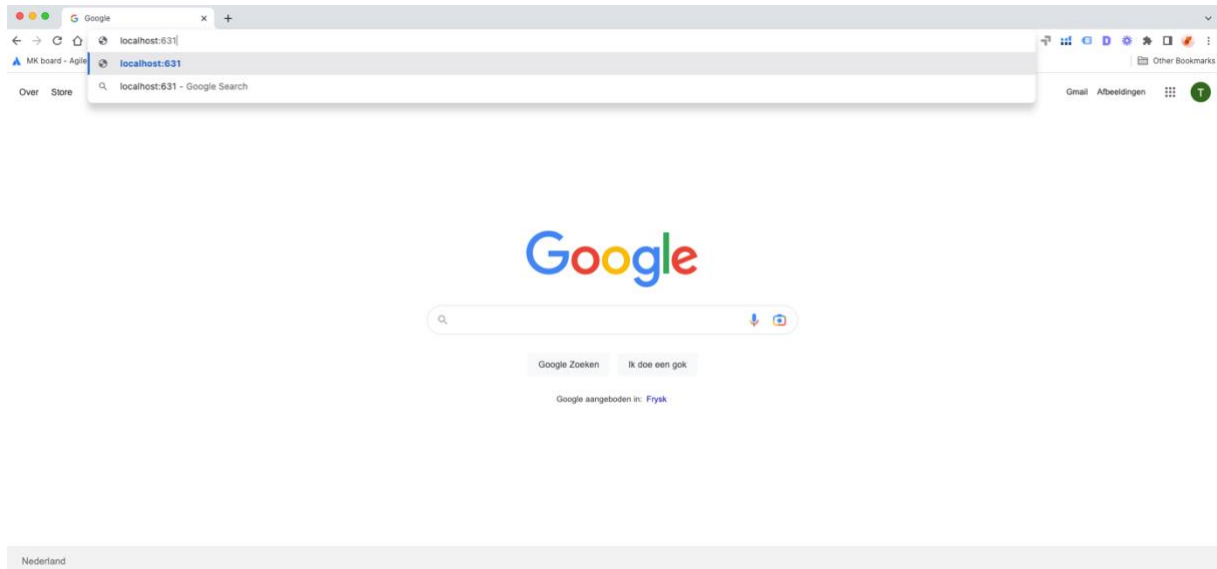 Google
localhost:631
MK board - Agile
localhost:631
Other Bookmarks
localhost:631 - Google Search
Over Store
Gmail Afbeeldingen
T
Google
Google Zoeken Ik doe een gok
Google aangeboden in: Frysk
Nederland